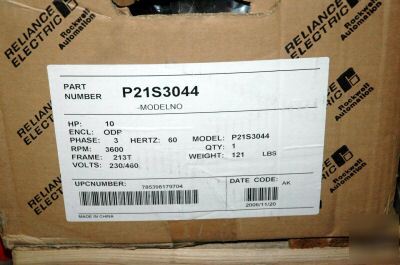 RELIANCE
ELECTRIC
Rockwell
Automation
RELIANCE
ELECTRIC
Rockwell
Automation
PART
NUMBER
P21S3044
-MODELNO
HP: 10
ENCL: ODP
PHASE: 3 HERTZ: 60 MODEL: P21S3044
RPM: 3600 QTY: 1
FRAME: 213T WEIGHT: 121 LBS
VOLTS: 230/460
UPCNUMBER: DATE CODE: AK
785398179704
2006/11/20
MADE IN CHINA
RELIANCE
ELECTRIC
Rockwell
Automation
RELIANCE
ELECTRIC
Rockwell
Automation